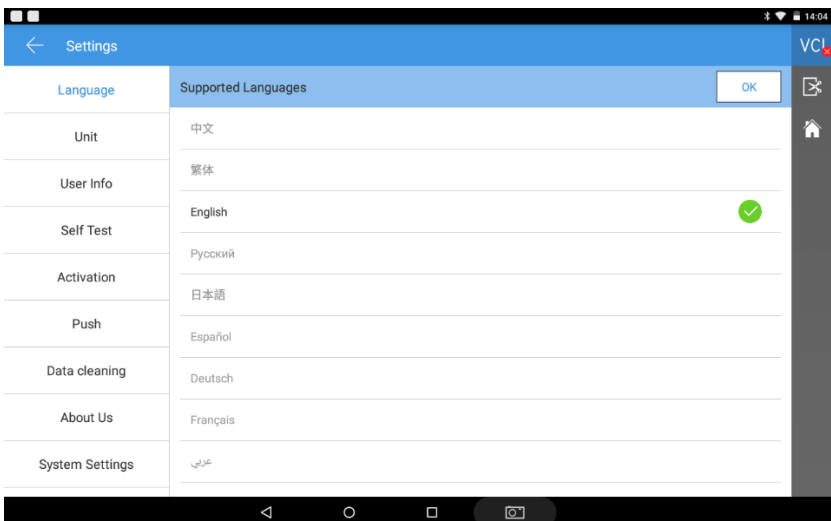 14:04
Settings
VCI
Language
Unit
User Info
Self Test
Activation
Push
Data cleaning
About Us
System Settings
Supported Languages
OK
中文
繁体
English
Русский
日本語
Español
Deutsch
Français
عربي